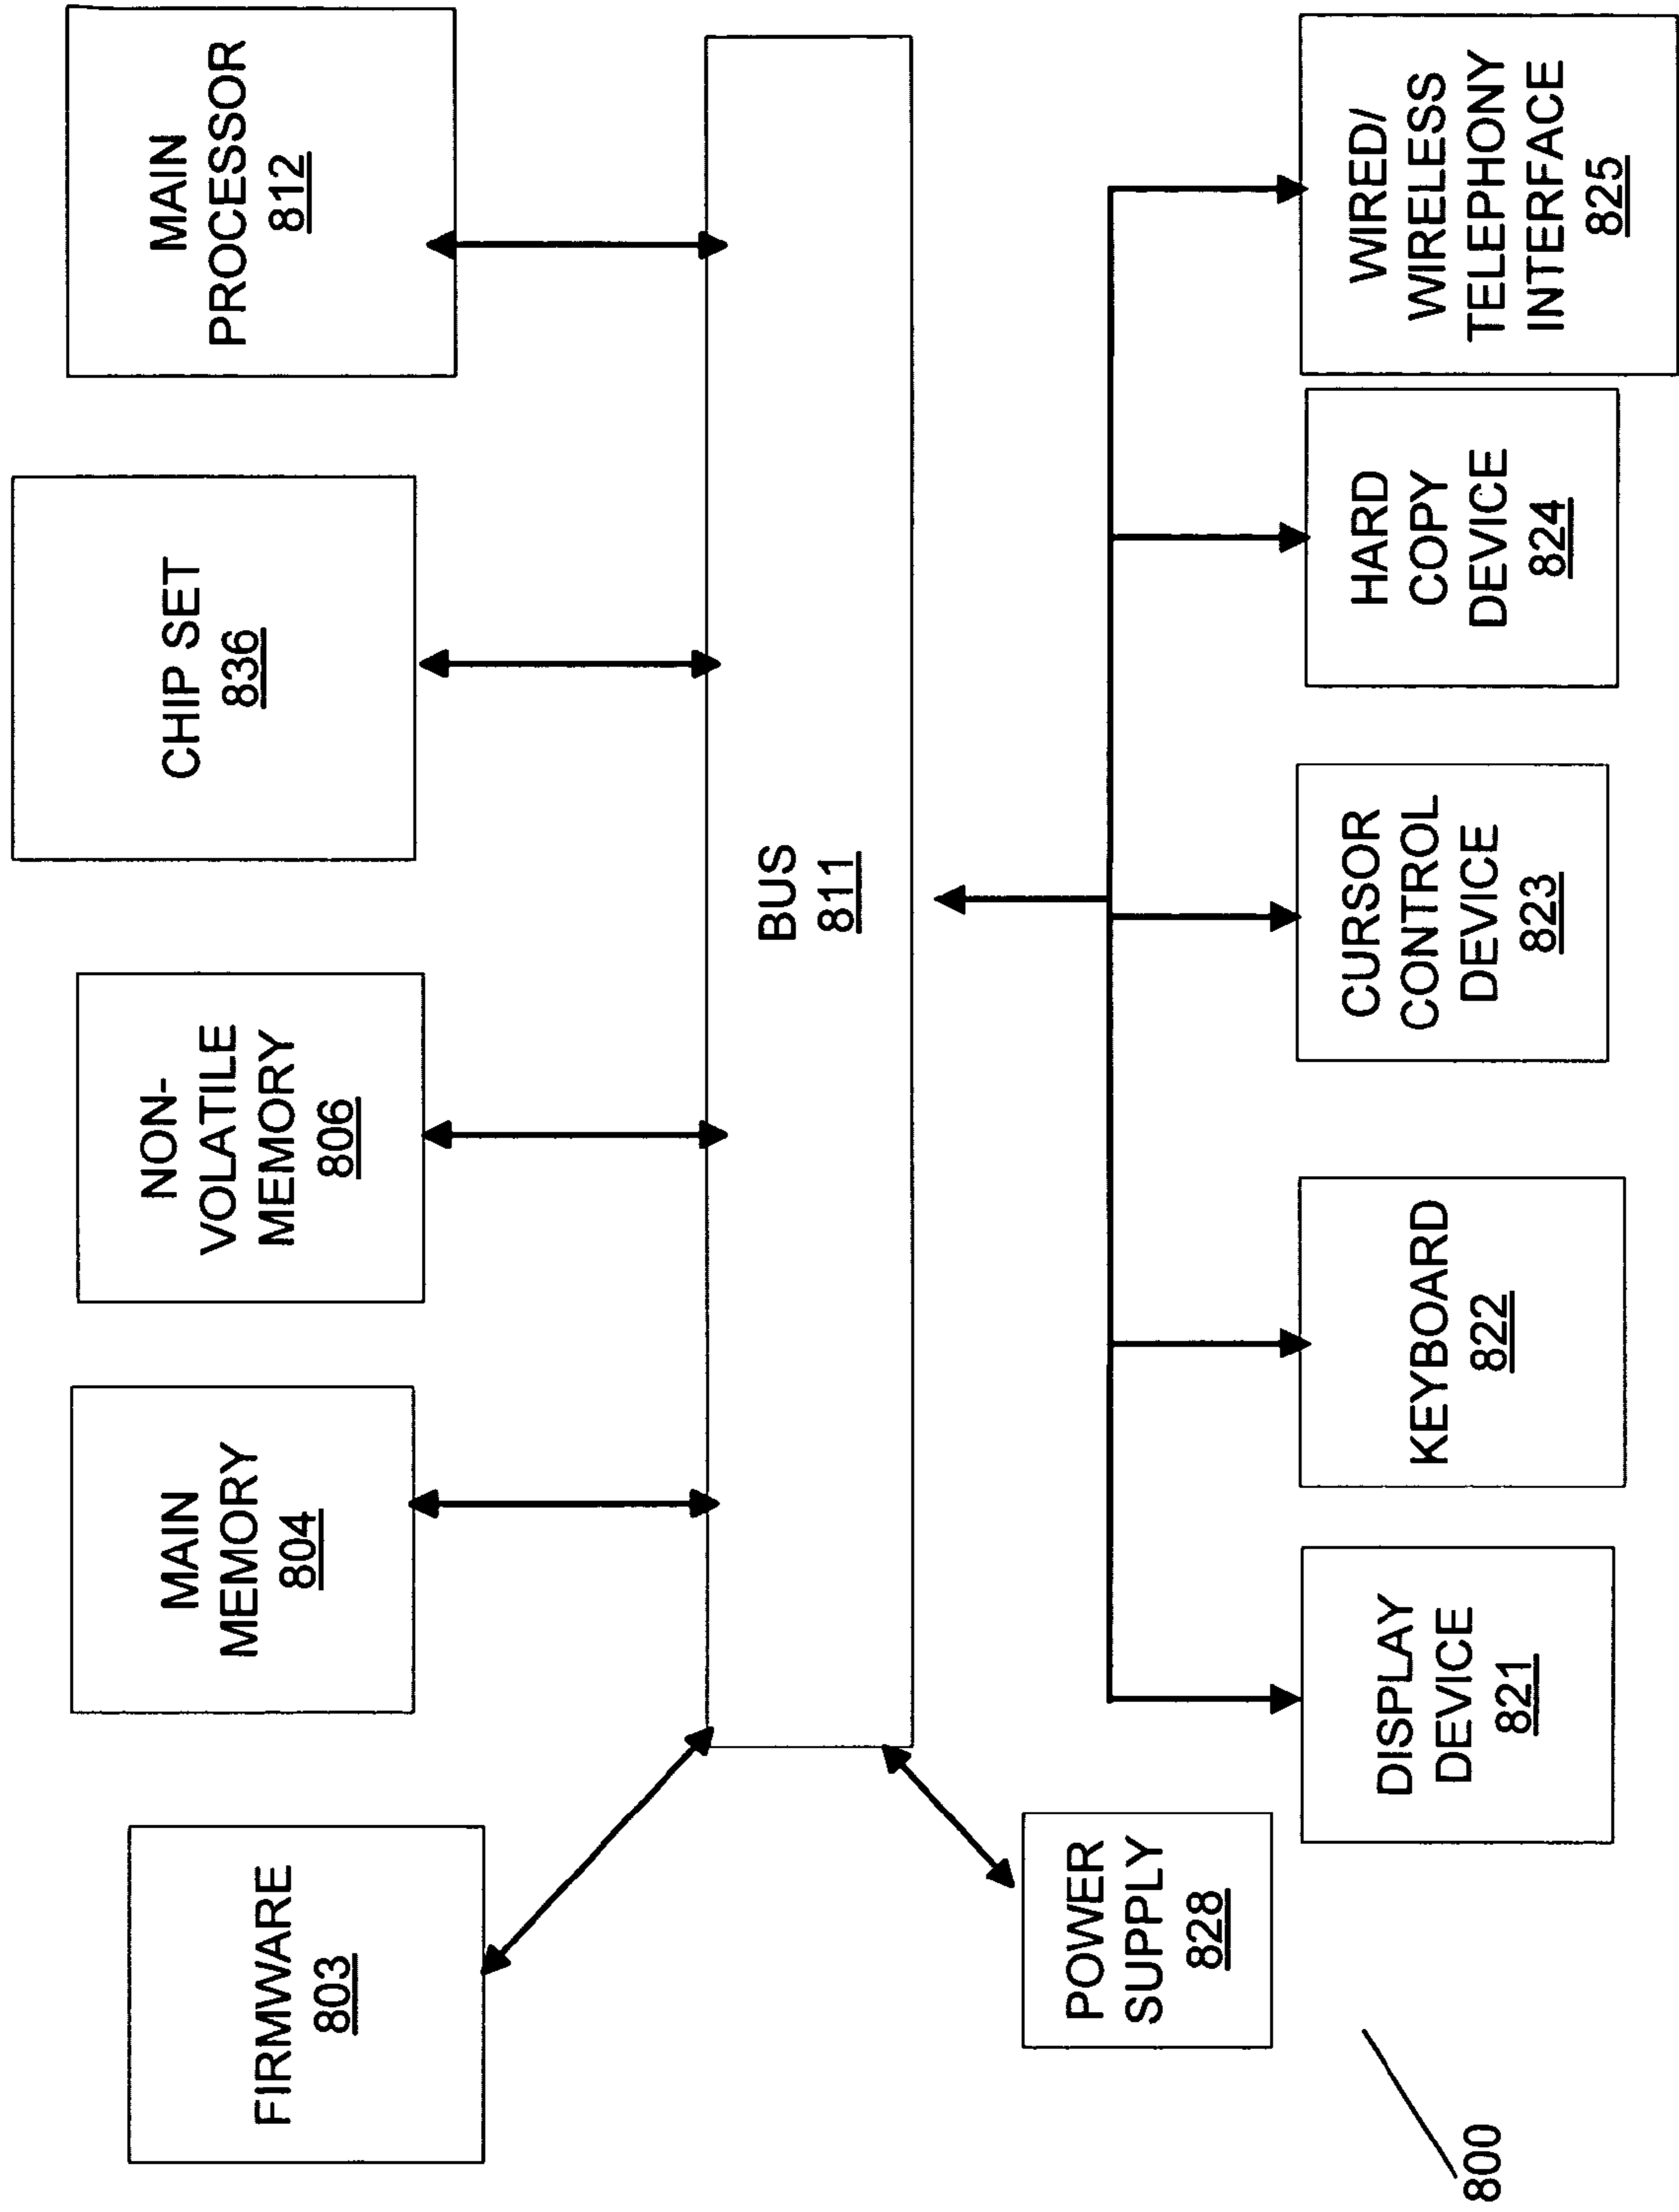 FIRMWARE
803
MAIN
MEMORY
804
NON-
VOLATILE
MEMORY
806
CHIP SET
836
MAIN
PROCESSOR
812
BUS
811
POWER
SUPPLY
828
DISPLAY
DEVICE
821
KEYBOARD
822
CURSOR
CONTROL
DEVICE
823
HARD
COPY
DEVICE
824
WIRED/
WIRELESS
TELEPHONY
INTERFACE
825
800